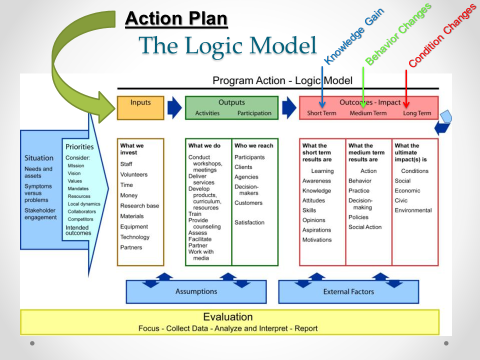 Action Plan
The Logic Model
Knowledge Gain
Behavior Changes
Condition Changes
Program Action - Logic Model
Inputs
Outputs
Activities Participation
Outcomes - Impact
Short Term Medium Term Long Term
Situation
Needs and
assets
Symptoms
versus
problems
Stakeholder
engagement
Priorities
Consider:
Mission
Vision
Values
Mandates
Resources
Local dynamics
Collaborators
Competitors
Intended
outcomes
What we
invest
Staff
Volunteers
Time
Money
Research base
Materials
Equipment
Technology
Partners
What we do
Conduct
workshops,
meetings
Deliver
services
Develop
products,
curriculum,
resources
Train
Provide
counseling
Assess
Facilitate
Partner
Work with
media
Who we reach
Participants
Clients
Agencies
Decision-
makers
Customers
Satisfaction
What the
short term
results are
Learning
Awareness
Knowledge
Attitudes
Skills
Opinions
Aspirations
Motivations
What the
medium term
results are
Action
Behavior
Practice
Decision-
making
Policies
Social Action
What the
ultimate
impact(s) is
Conditions
Social
Economic
Civic
Environmental
Assumptions
External Factors
Evaluation
Focus - Collect Data - Analyze and Interpret - Report